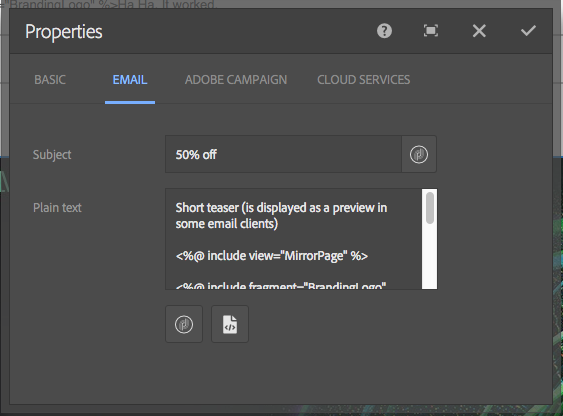 ="BrandingLogo" %>Ha Ha. It worked.
Properties
BASIC EMAIL ADOBE CAMPAIGN CLOUD SERVICES
Subject 50% off
Plain text
Short teaser (is displayed as a preview in
some email clients)
<%@ include view="MirrorPage" %>
<%@ include fragment="BrandingLogo"